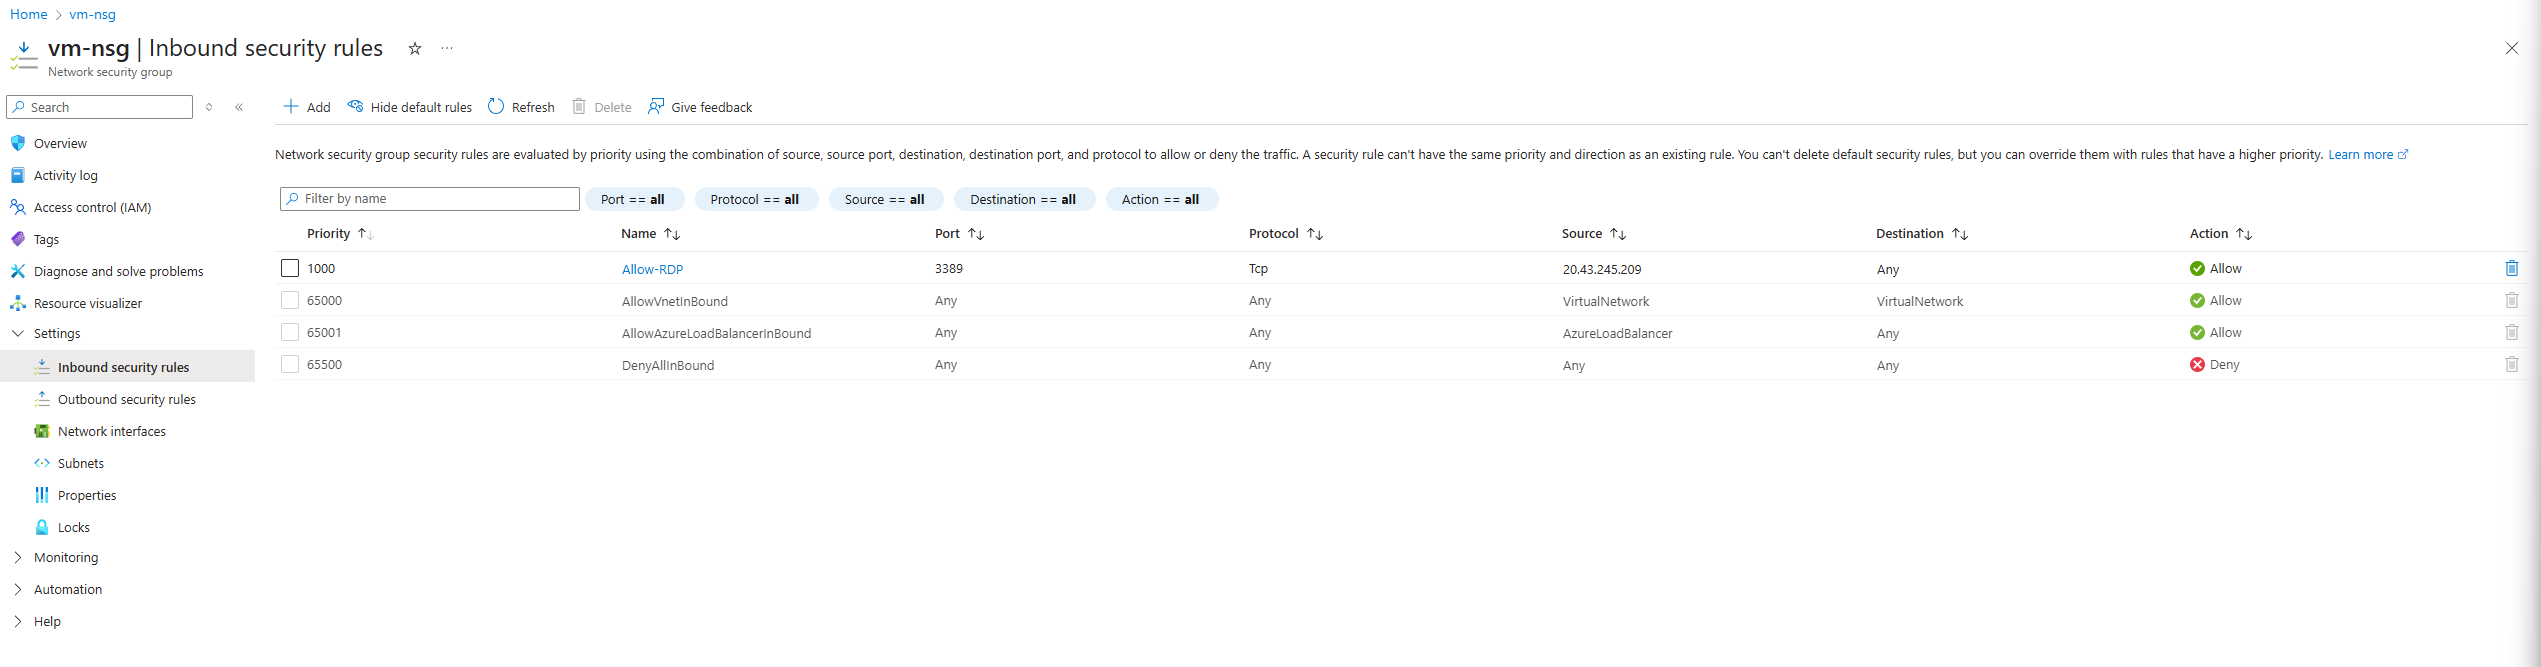 Home > vm-nsg
vm-nsg | Inbound security rules
Network security group
Search
Add Hide default rules Refresh Delete Give feedback
Overview
Activity log
Access control (IAM)
Tags
Diagnose and solve problems
Resource visualizer
Settings
Inbound security rules
Outbound security rules
Network interfaces
Subnets
Properties
Locks
Monitoring
Automation
Help
Network security group security rules are evaluated by priority using the combination of source, source port, destination, destination port, and protocol to allow or deny the traffic. A security rule can't have the same priority and direction as an existing rule. You can't delete default security rules, but you can override them with rules that have a higher priority. Learn more
Filter by name Port == all Protocol == all Source == all Destination == all Action == all
Priority Name Port Protocol Source Destination Action
1000 Allow-RDP 3389 Tcp 20.43.245.209 Any Allow
65000 AllowVnetInBound Any Any VirtualNetwork VirtualNetwork Allow
65001 AllowAzureLoadBalancerInBound Any Any AzureLoadBalancer Any Allow
65500 DenyAllInBound Any Any Any Any Deny